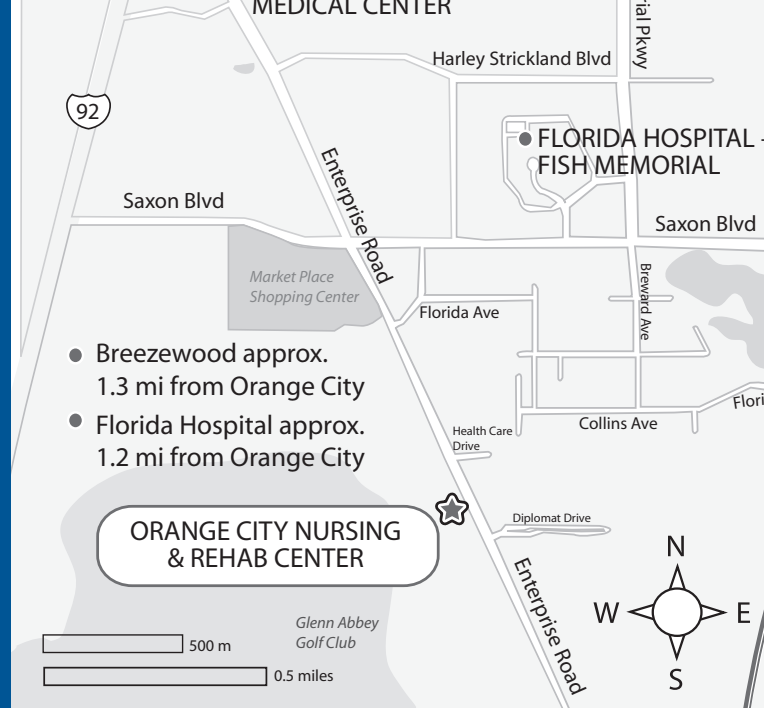 MEDICAL CENTER
ial Pkwy
Harley Strickland Blvd
92
FLORIDA HOSPITAL -
FISH MEMORIAL
Enterprise Road
Saxon Blvd
Saxon Blvd
Market Place
Shopping Center
Breward Ave
Florida Ave
Breezewood approx.
1.3 mi from Orange City
Florida Hospital approx.
1.2 mi from Orange City
Flori
Collins Ave
Health Care
Drive
ORANGE CITY NURSING
& REHAB CENTER
Diplomat Drive
Enterprise Road
N
W
E
S
Glenn Abbey
Golf Club
500 m
0.5 miles